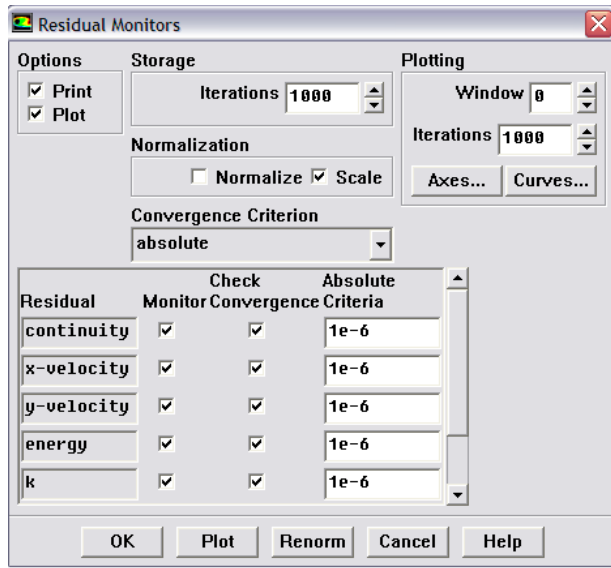 Residual Monitors
Options
Print
Plot
Storage
Iterations 1000
Normalization
Normalize Scale
Convergence Criterion
absolute
Plotting
Window 0
Iterations 1000
Axes... Curves...
Residual Monitor Check Convergence Absolute Criteria
continuity 1e-6
x-velocity 1e-6
y-velocity 1e-6
energy 1e-6
k 1e-6
OK Plot Renorm Cancel Help